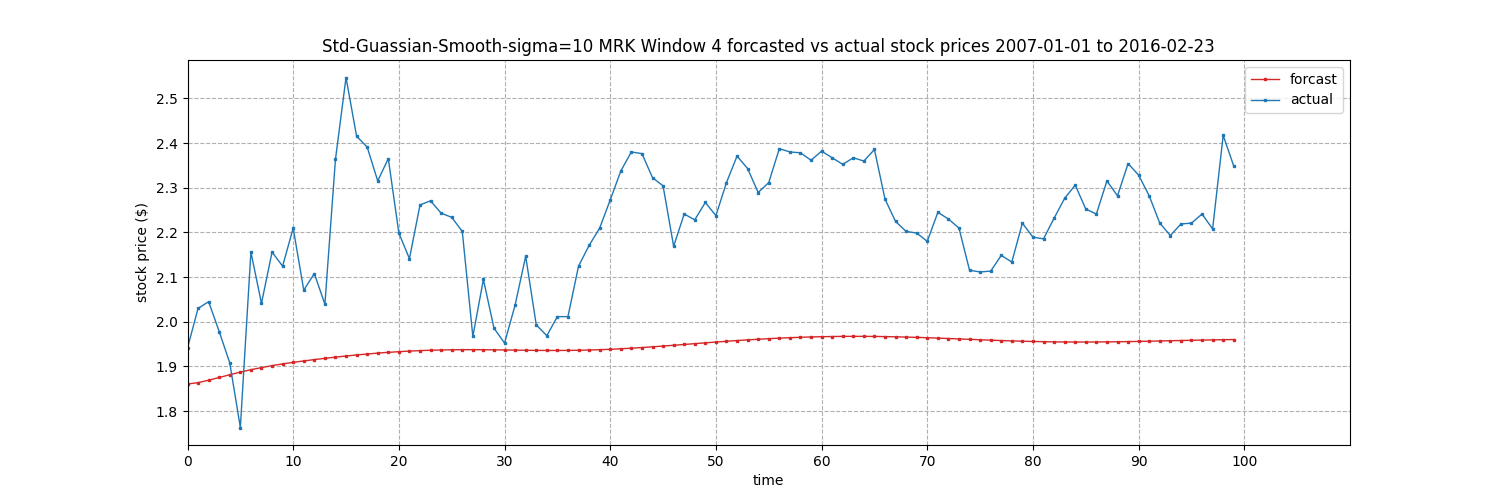 Std-Guassian-Smooth-sigma=10 MRK Window 4 forcasted vs actual stock prices 2007-01-01 to 2016-02-23
forcast
actual
stock price ($)
2.5
2.4
2.3
2.2
2.1
2.0
1.9
1.8
0 10 20 30 40 50 60 70 80 90 100
time